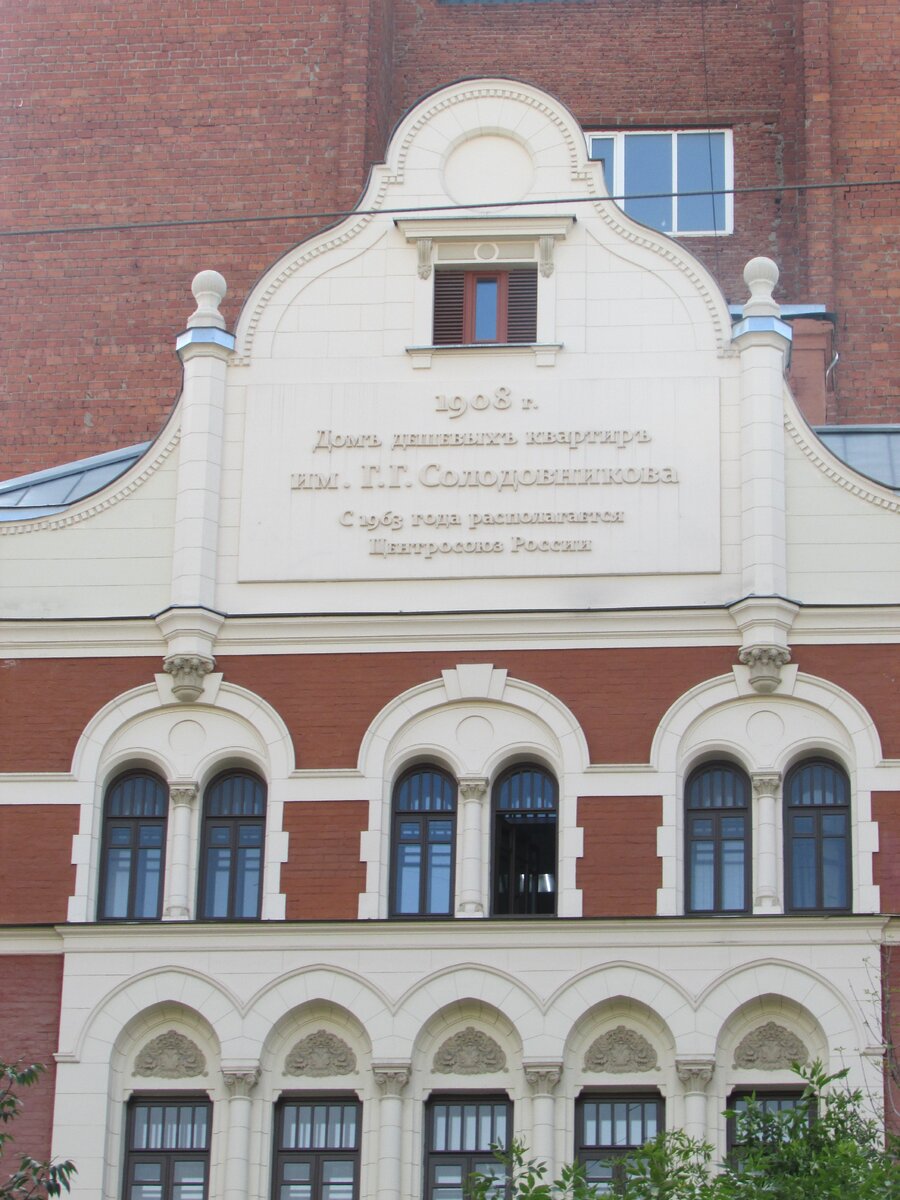 1908 г.
Домъ дешевыхъ квартиръ
им. Г.Г. Солодовникова
С 1963 года располагается
Центросоюз России